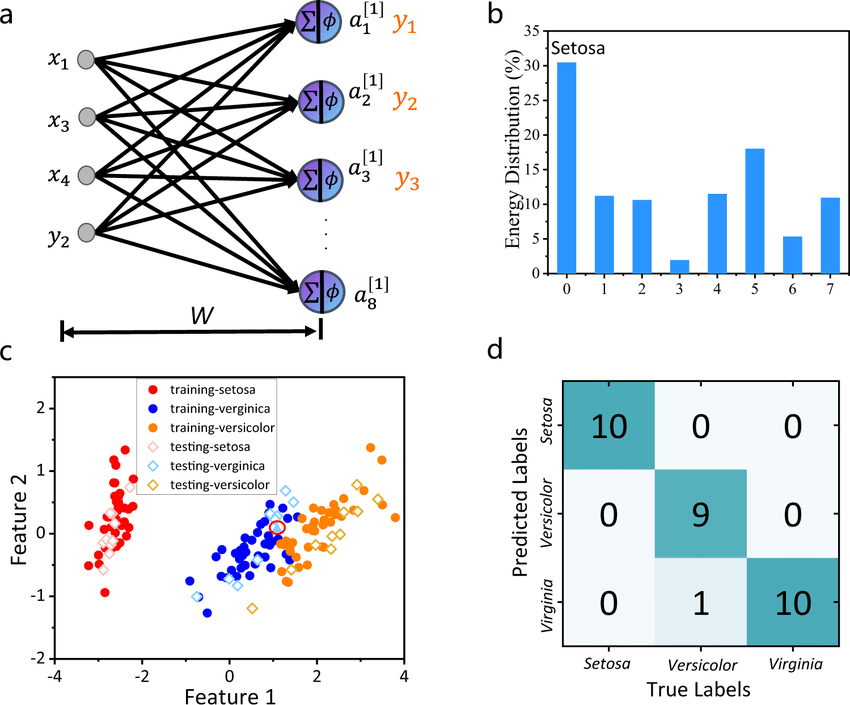 a
x₁
x₃
x₄
y₂
Σ ϕ a₁[1] y₁
Σ ϕ a₂[1] y₂
Σ ϕ a₃[1] y₃
Σ ϕ a₈[1]
W
b
Setosa
Energy Distribution (%)
35
30
25
20
15
10
5
0
0 1 2 3 4 5 6 7
c
training-setosa
training-verginica
training-versicolor
testing-setosa
testing-verginica
testing-versicolor
Feature 2
2
1
0
-1
-2
-4 -2 0 2 4
Feature 1
d
Predicted Labels
Setosa
Versicolor
Virginia
10 0 0
0 9 0
0 1 10
Setosa Versicolor Virginia
True Labels